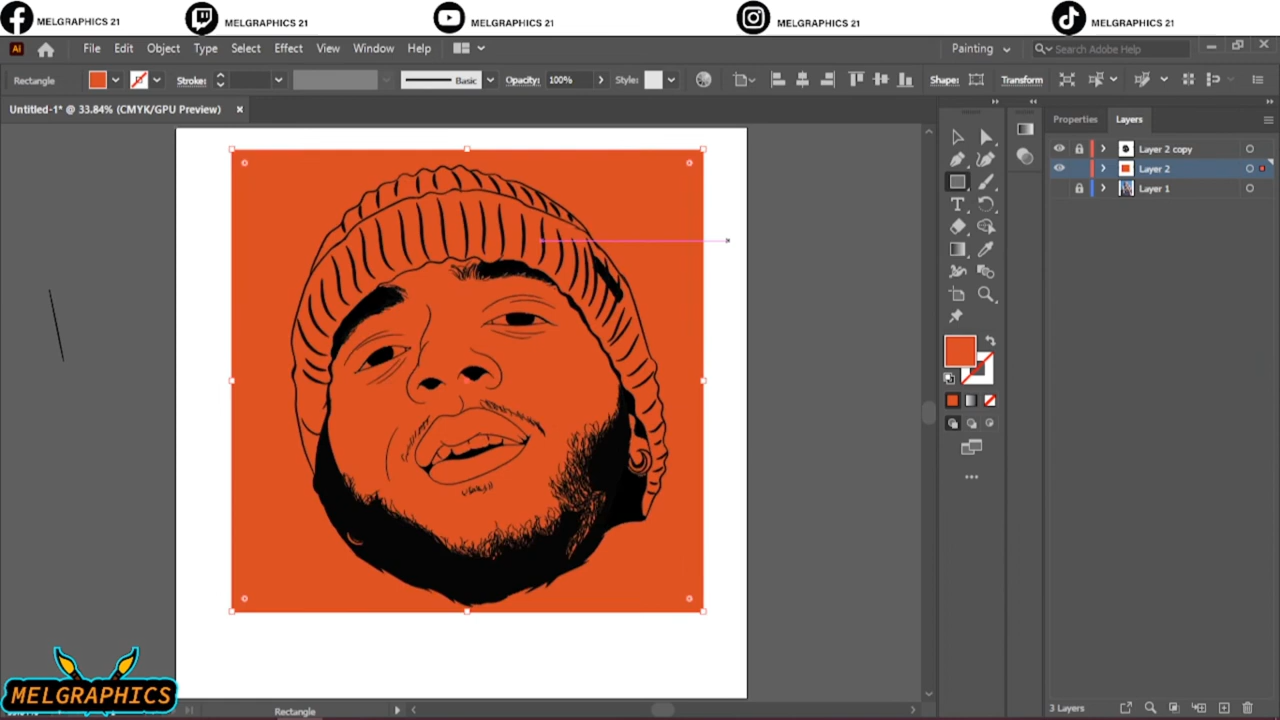 MELGRAPHICS 21
MELGRAPHICS 21
MELGRAPHICS 21
MELGRAPHICS 21
MELGRAPHICS 21
Ai File Edit Object Type Select Effect View Window Help Painting Search Adobe Help
Rectangle Stroke: Basic Opacity: 100% Style: Shape: Transform
Untitled-1* @ 33.84% (CMYK/GPU Preview)
Properties Layers
Layer 2 copy
Layer 2
Layer 1
MELGRAPHICS
Rectangle
3 Layers